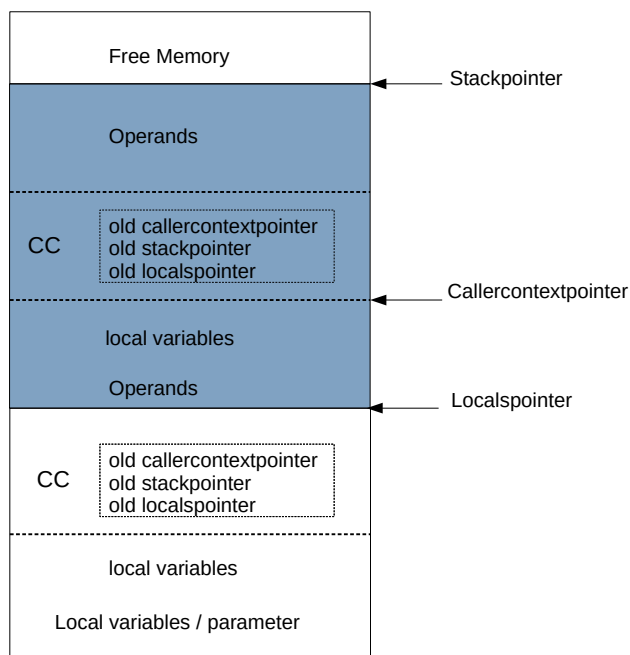 Free Memory
Stackpointer
Operands
CC
old callercontextpointer
old stackpointer
old localspointer
Callercontextpointer
local variables
Operands
Localspointer
CC
old callercontextpointer
old stackpointer
old localspointer
local variables
Local variables / parameter